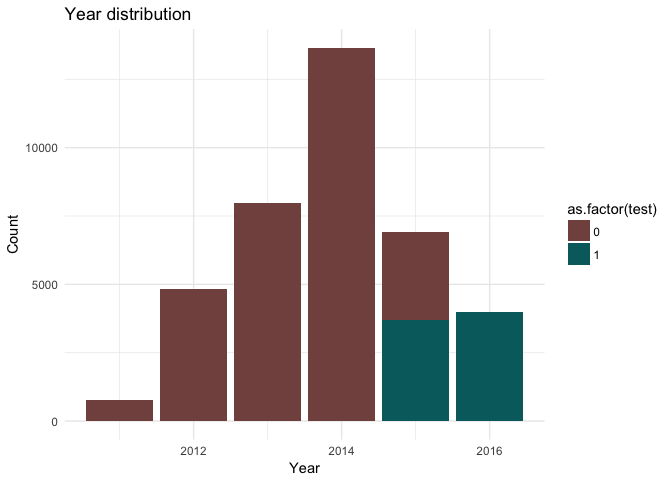 Year distribution
Count
10000
5000
0
2012
2014
2016
Year
as.factor(test)
0
1